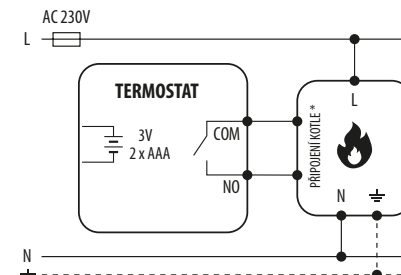 AC 230V
L
TERMOSTAT
3V
2 x AAA
COM
NO
PŘIPOJENÍ KOTLE *
L
N
N